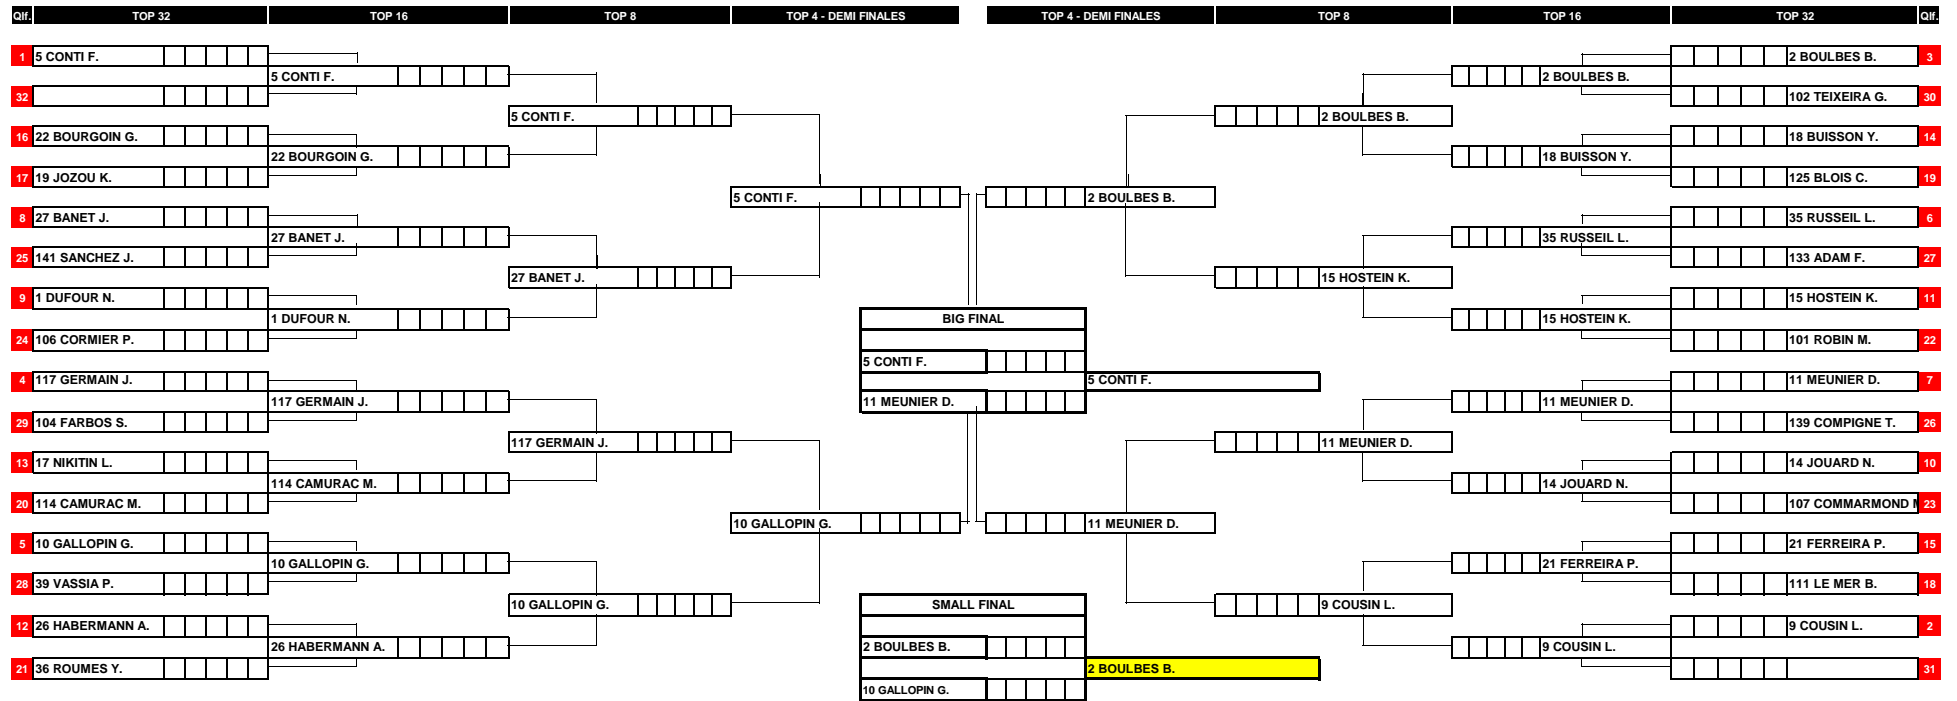 Qlf. TOP 32 TOP 16 TOP 8 TOP 4 - DEMI FINALES TOP 4 - DEMI FINALES TOP 8 TOP 16 TOP 32 Qlf.
1 5 CONTI F. 2 BOULBES B. 3
5 CONTI F. 2 BOULBES B.
32 102 TEIXEIRA G. 30
5 CONTI F. 2 BOULBES B.
16 22 BOURGOIN G. 18 BUISSON Y. 14
22 BOURGOIN G. 18 BUISSON Y.
17 19 JOZOU K. 125 BLOIS C. 19
5 CONTI F. 2 BOULBES B.
8 27 BANET J. 35 RUSSEIL L. 6
27 BANET J. 35 RUSSEIL L.
25 141 SANCHEZ J. 133 ADAM F. 27
27 BANET J. 15 HOSTEIN K.
9 1 DUFOUR N. 15 HOSTEIN K. 11
1 DUFOUR N. BIG FINAL 15 HOSTEIN K.
24 106 CORMIER P. 101 ROBIN M. 22
5 CONTI F.
4 117 GERMAIN J. 5 CONTI F. 11 MEUNIER D. 7
117 GERMAIN J. 11 MEUNIER D. 11 MEUNIER D.
29 104 FARBOS S. 139 COMPIGNE T. 26
117 GERMAIN J. 11 MEUNIER D.
13 17 NIKITIN L. 14 JOUARD N. 10
114 CAMURAC M. 14 JOUARD N.
20 114 CAMURAC M. 107 COMMARMOND 23
10 GALLOPIN G. 11 MEUNIER D.
5 10 GALLOPIN G. 21 FERREIRA P. 15
10 GALLOPIN G. 21 FERREIRA P.
28 39 VASSIA P. 111 LE MER B. 18
10 GALLOPIN G. SMALL FINAL 9 COUSIN L.
12 26 HABERMANN A. 9 COUSIN L. 2
26 HABERMANN A. 2 BOULBES B. 9 COUSIN L.
21 36 ROUMES Y. 2 BOULBES B. 31
10 GALLOPIN G.